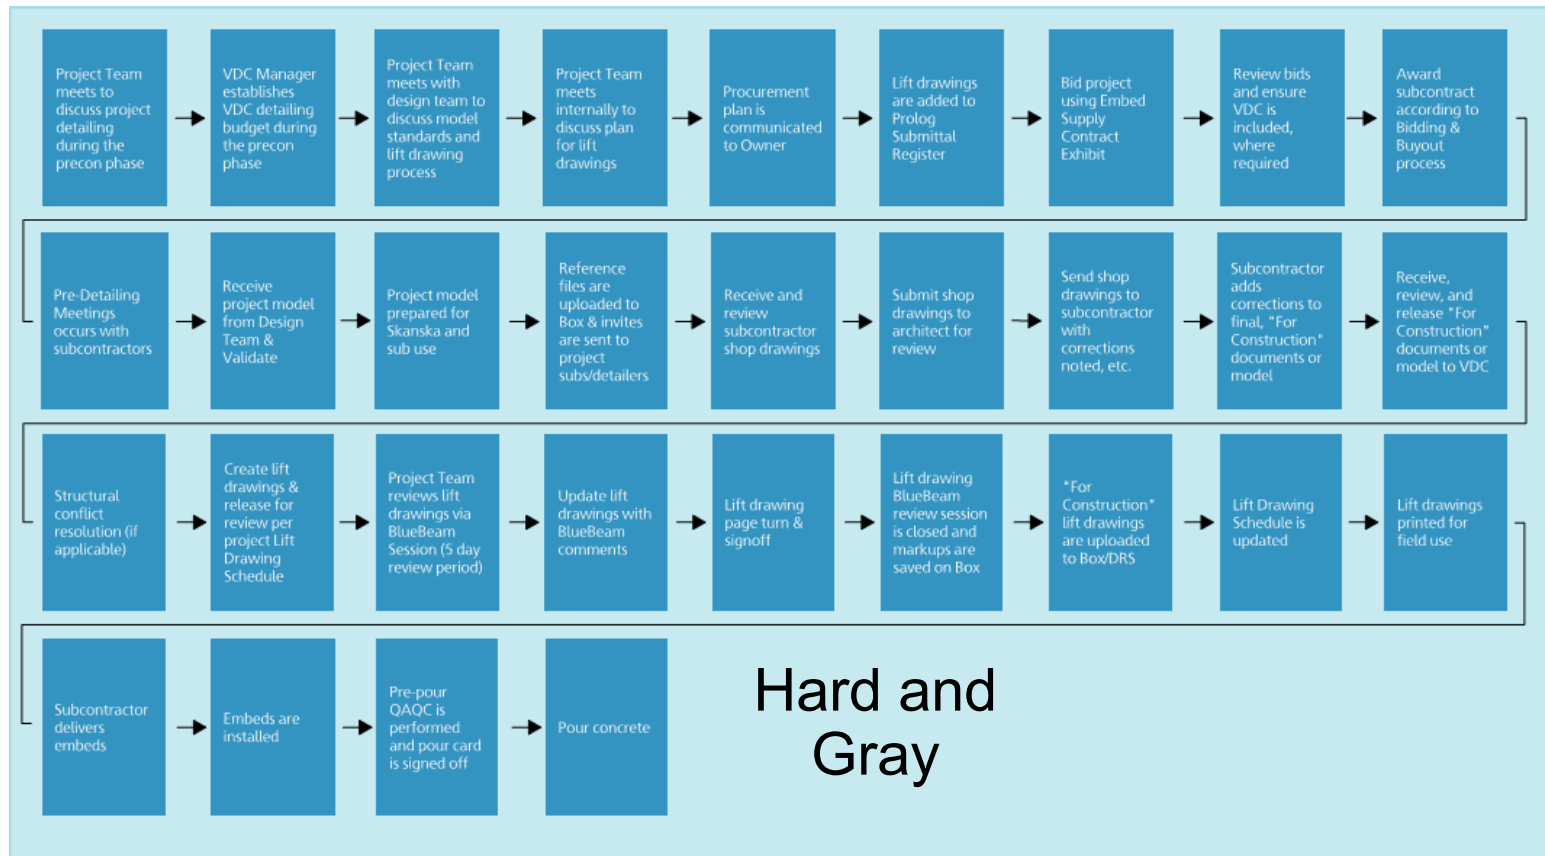 Project Team
meets to
discuss project
detailing
during the
precon phase
VDC Manager
establishes
VDC detailing
budget during
the precon
phase
Project Team
meets with
design team to
discuss model
standards and
lift drawing
process
Project Team
meets
internally to
discuss plan
for lift
drawings
Procurement
plan is
communicated
to Owner
Lift drawings
are added to
Prolog
Submittal
Register
Bid project
using Embed
Supply
Contract
Exhibit
Review bids
and ensure
VDC is
included,
where
required
Award
subcontract
according to
Bidding &
Buyout
process
Pre-Detailing
Meetings
occurs with
subcontractors
Receive
project model
from Design
Team &
Validate
Project model
prepared for
Skanska and
sub use
Reference
files are
uploaded to
Box & invites
are sent to
project
subs/detailers
Receive and
review
subcontractor
shop drawings
Submit shop
drawings to
architect for
review
Send shop
drawings to
subcontractor
with
corrections
noted, etc.
Subcontractor
adds
corrections to
final, "For
Construction"
documents or
model
Receive,
review, and
release "For
Construction"
documents or
model to VDC
Structural
conflict
resolution (if
applicable)
Create lift
drawings &
release for
review per
project Lift
Drawing
Schedule
Project Team
reviews lift
drawings via
BlueBeam
Session (5 day
review period)
Update lift
drawings with
BlueBeam
comments
Lift drawing
page turn &
signoff
Lift drawing
BlueBeam
review session
is closed and
markups are
saved on Box
"For
Construction"
lift drawings
are uploaded
to Box/DRS
Lift Drawing
Schedule is
updated
Lift drawings
printed for
field use
Subcontractor
delivers
embeds
Embeds are
installed
Pre-pour
QAQC is
performed
and pour card
is signed off
Pour concrete
Hard and
Gray